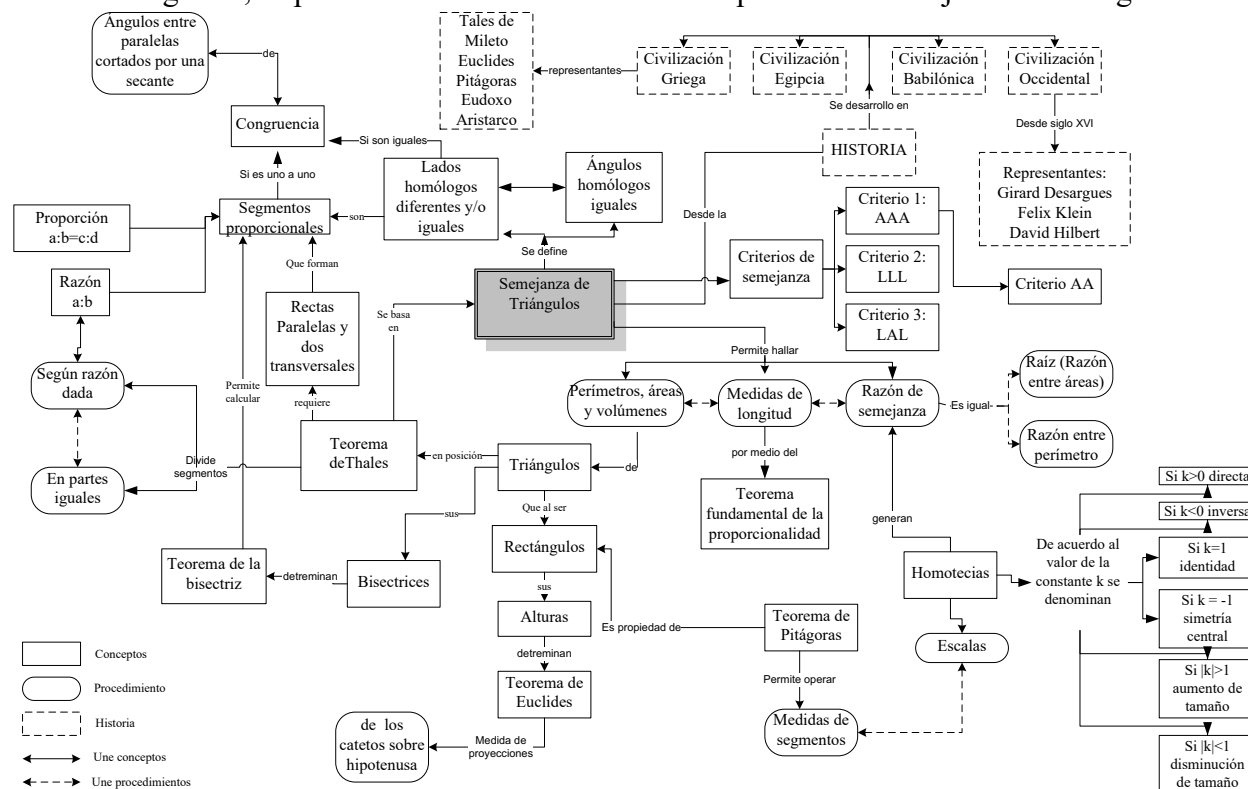 Ángulos entre
paralelas
cortados por una
secante
de
Tales de
Mileto
Euclides
Pitágoras
Eudoxo
Aristarco
representantes
Civilización
Griega
Civilización
Egipcia
Civilización
Babilónica
Civilización
Occidental
Se desarrollo en
Desde siglo XVI
HISTORIA
Representantes:
Girard Desargues
Felix Klein
David Hilbert
Congruencia
Si son iguales
Si es uno a uno
Lados
homólogos
diferentes y/o
iguales
Ángulos
homólogos
iguales
Desde la
Proporción
a:b=c:d
Segmentos
proporcionales
son
Se define
Que forman
Razón
a:b
Rectas
Paralelas y
dos
transversales
Se basa
en
Semejanza de
Triángulos
Criterios de
semejanza
Criterio 1:
AAA
Criterio 2:
LLL
Criterio 3:
LAL
Criterio AA
Permite hallar
Según razón
dada
Permite
calcular
requiere
Perímetros, áreas
y volúmenes
Medidas de
longitud
Razón de
semejanza
Es igual
Raíz (Razón
entre áreas)
Razón entre
perímetro
Teorema
deThales
en posición
Triángulos
de
por medio del
Divide
segmentos
En partes
iguales
sus
Que al ser
Teorema
fundamental de la
proporcionalidad
generan
Teorema de la
bisectriz
detreminan
Bisectrices
Rectángulos
sus
Alturas
detreminan
Teorema de
Euclides
Medida de
proyecciones
de los
catetos sobre
hipotenusa
Es propiedad de
Teorema de
Pitágoras
Permite operar
Medidas de
segmentos
Homotecias
Escalas
De acuerdo al
valor de la
constante k se
denominan
Si k>0 directa
Si k<0 inversa
Si k=1
identidad
Si k = -1
simetría
central
Si |k|>1
aumento de
tamaño
Si |k|<1
disminución
de tamaño
Conceptos
Procedimiento
Historia
Une conceptos
Une procedimientos